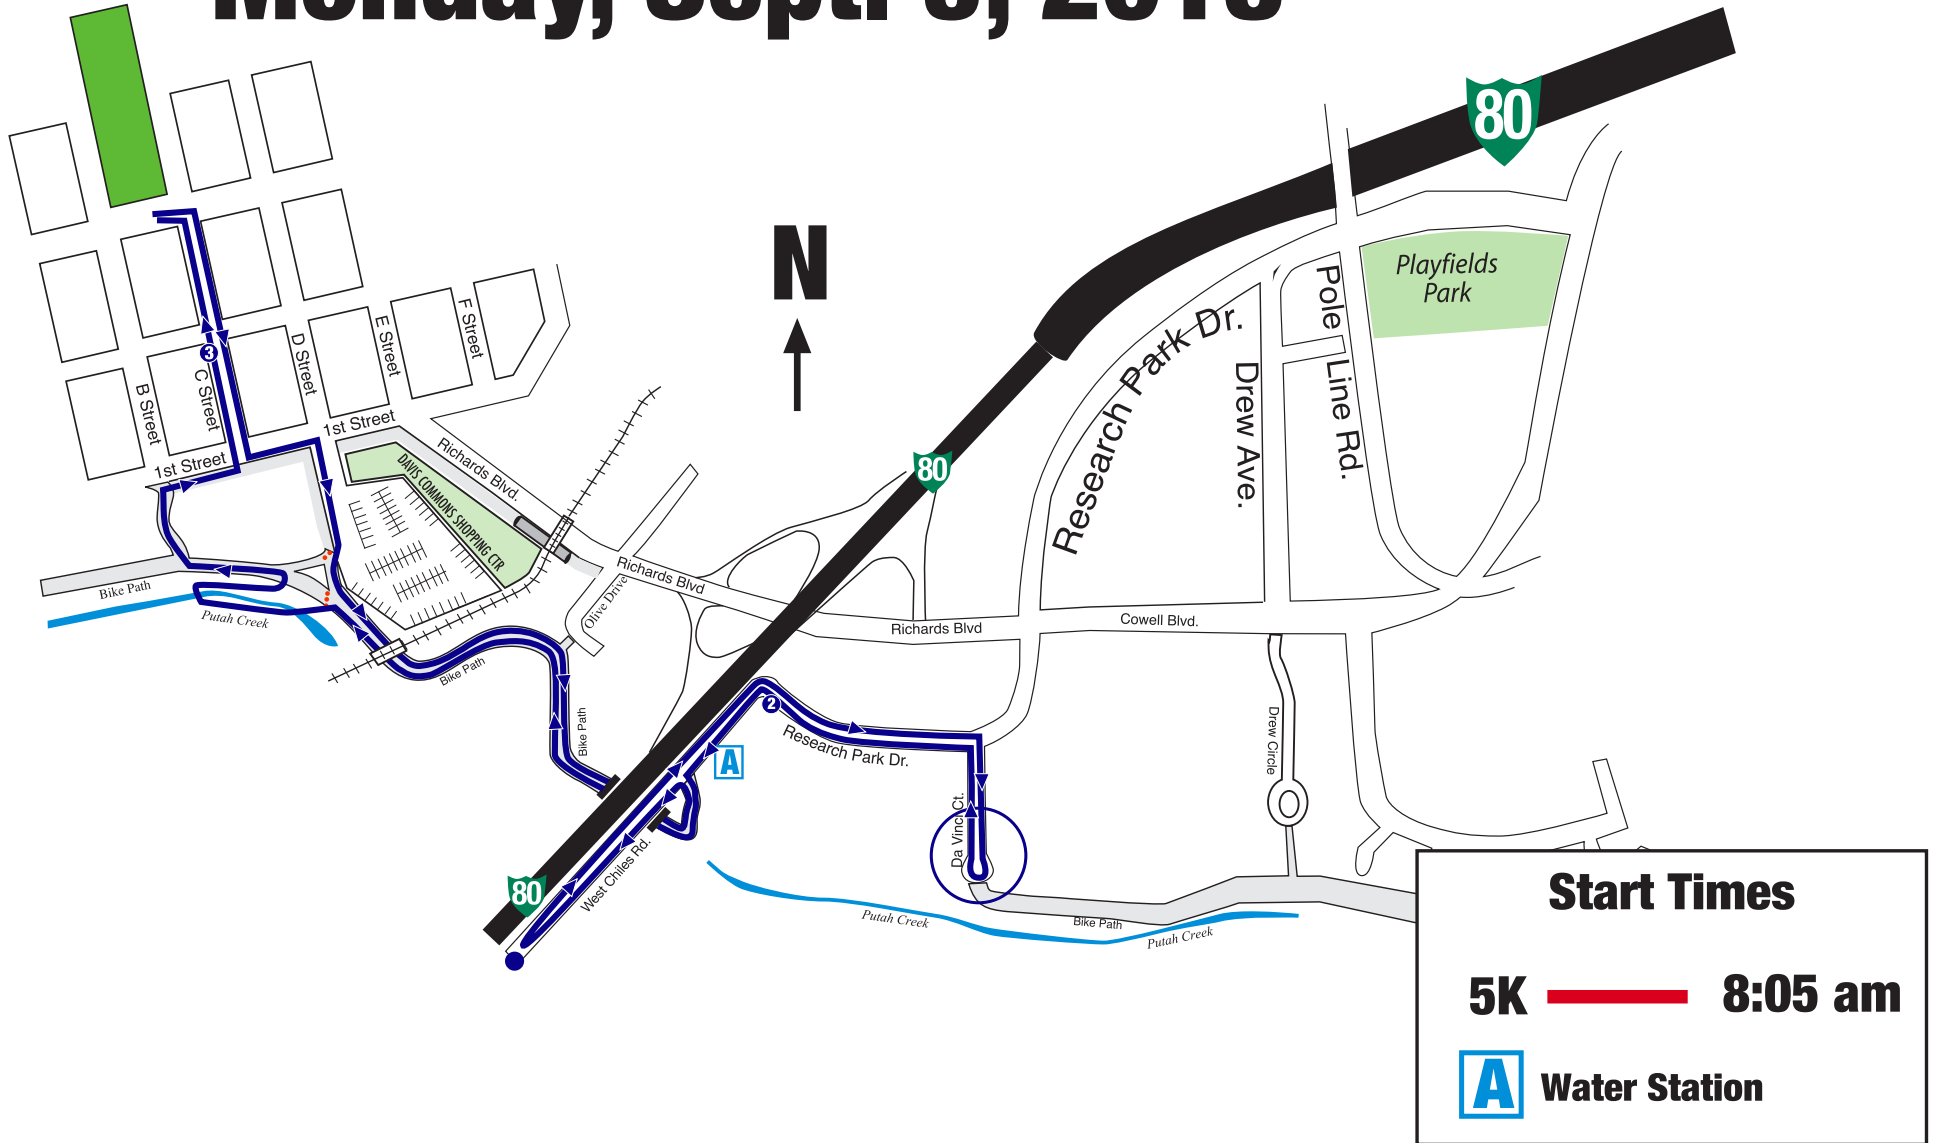 Monday, Sept. 3, 2018
80
N
Playfields
Park
Pole Line Rd.
Research Park Dr.
Drew Ave.
3
B Street
C Street
D Street
E Street
F Street
1st Street
1st Street
Richards Blvd.
DAVIS COMMONS SHOPPING CTR
80
Richards Blvd
Olive Drive
Richards Blvd
Cowell Blvd.
Bike Path
Putah Creek
Bike Path
Bike Path
2
A
Research Park Dr.
Drew Circle
Da Vinci Ct.
West Chiles Rd.
80
Putah Creek
Bike Path
Putah Creek
Start Times
5K 8:05 am
A Water Station